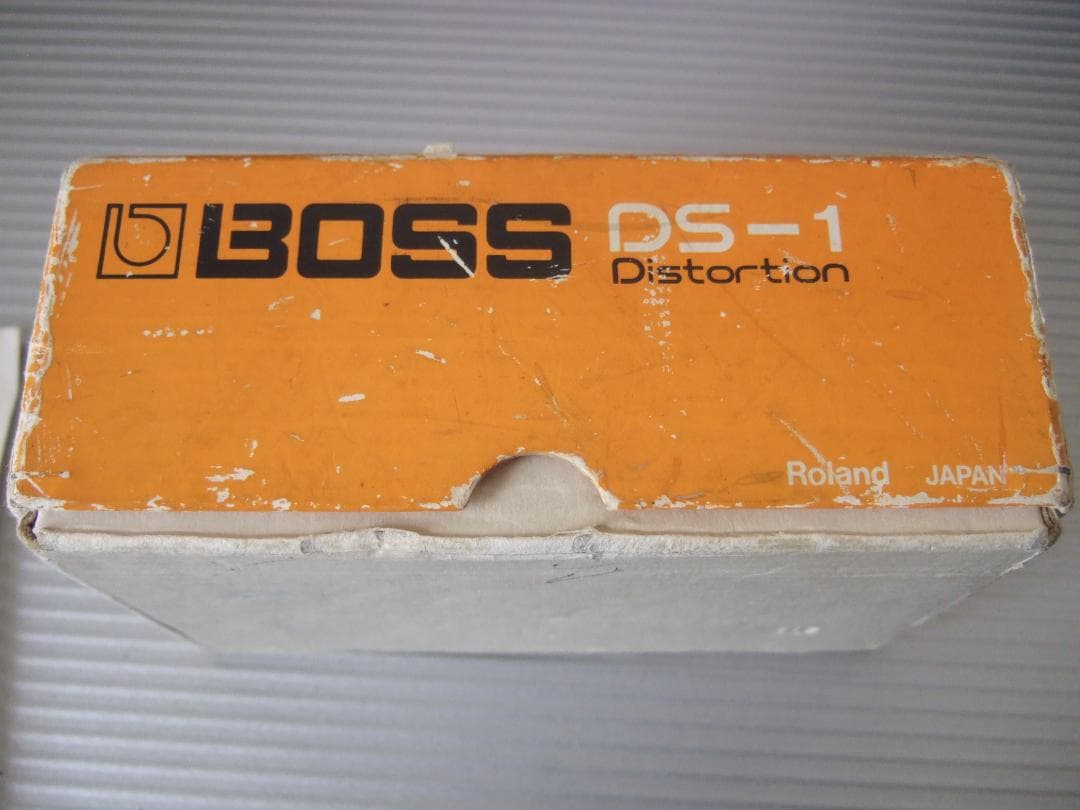 BOSS DS-1
Distortion
Roland JAPAN